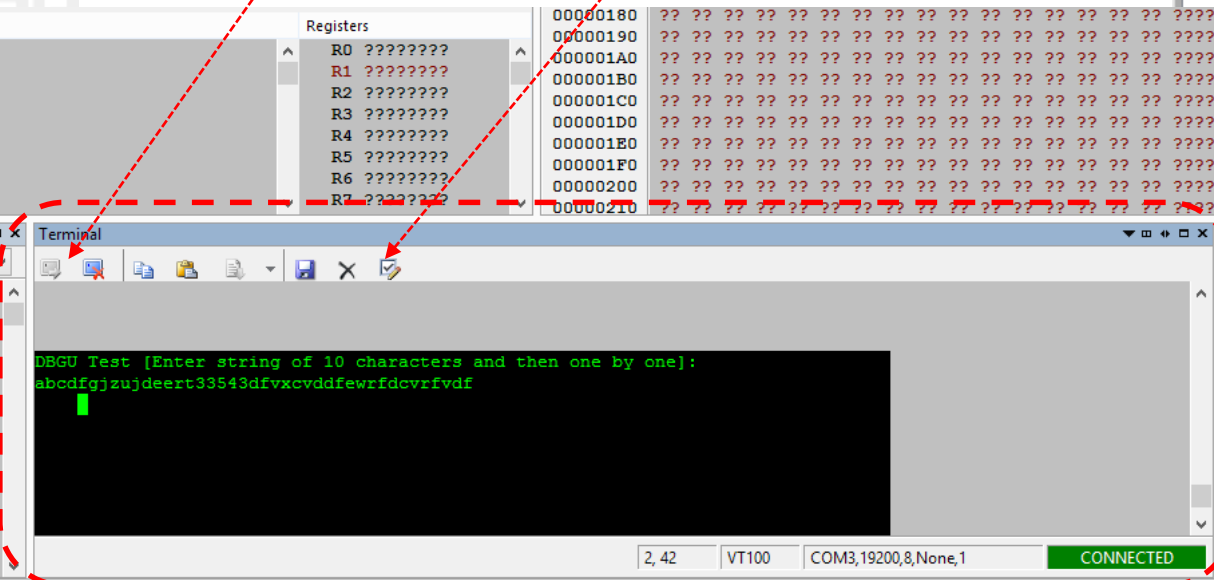 Registers
R0 ????????
R1 ????????
R2 ????????
R3 ????????
R4 ????????
R5 ????????
R6 ????????
R7 ????????
00000180 ?? ?? ?? ?? ?? ?? ?? ?? ?? ?? ?? ?? ?? ?? ?? ?? ????
00000190 ?? ?? ?? ?? ?? ?? ?? ?? ?? ?? ?? ?? ?? ?? ?? ?? ????
000001A0 ?? ?? ?? ?? ?? ?? ?? ?? ?? ?? ?? ?? ?? ?? ?? ?? ????
000001B0 ?? ?? ?? ?? ?? ?? ?? ?? ?? ?? ?? ?? ?? ?? ?? ?? ????
000001C0 ?? ?? ?? ?? ?? ?? ?? ?? ?? ?? ?? ?? ?? ?? ?? ?? ????
000001D0 ?? ?? ?? ?? ?? ?? ?? ?? ?? ?? ?? ?? ?? ?? ?? ?? ????
000001E0 ?? ?? ?? ?? ?? ?? ?? ?? ?? ?? ?? ?? ?? ?? ?? ?? ????
000001F0 ?? ?? ?? ?? ?? ?? ?? ?? ?? ?? ?? ?? ?? ?? ?? ?? ????
00000200 ?? ?? ?? ?? ?? ?? ?? ?? ?? ?? ?? ?? ?? ?? ?? ?? ????
00000210 ?? ?? ?? ?? ?? ?? ?? ?? ?? ?? ?? ?? ?? ?? ?? ?? ????
Terminal
DBGU Test [Enter string of 10 characters and then one by one]:
abcdfgjzujdeert33543dfvxcvddfewrfdcvrfvdf
2, 42 VT100 COM3,19200,8,None,1 CONNECTED